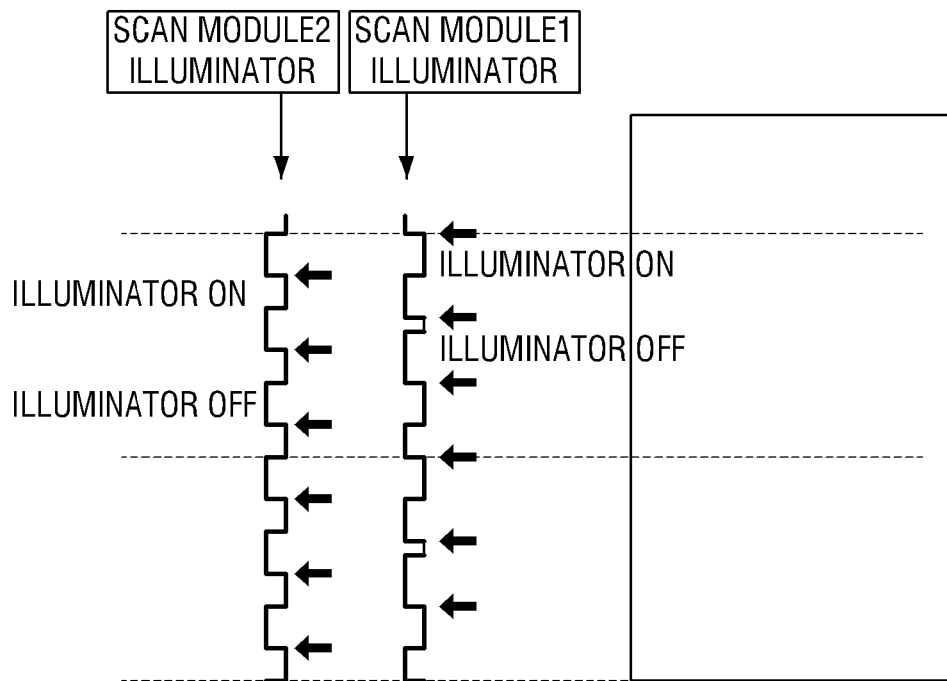 SCAN MODULE2
ILLUMINATOR
SCAN MODULE1
ILLUMINATOR
ILLUMINATOR ON
ILLUMINATOR ON
ILLUMINATOR OFF
ILLUMINATOR OFF